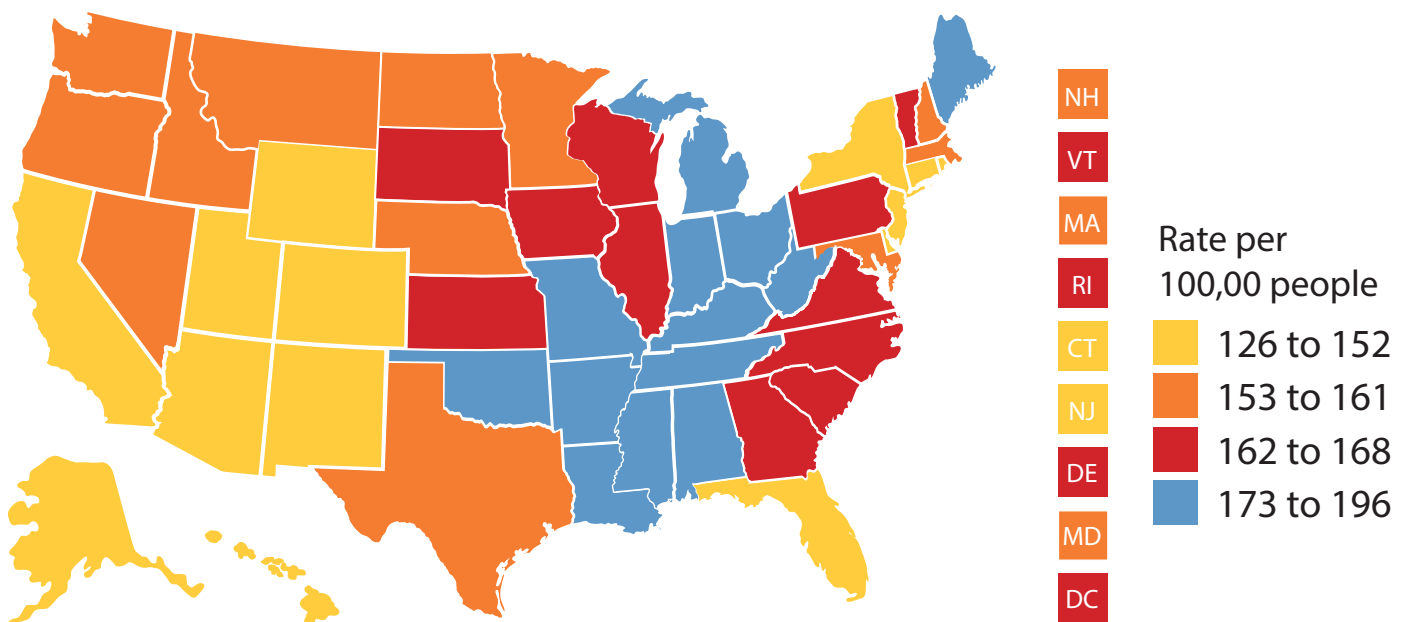 NH
VT
MA
RI
CT
NJ
DE
MD
DC
Rate per
100,00 people
126 to 152
153 to 161
162 to 168
173 to 196